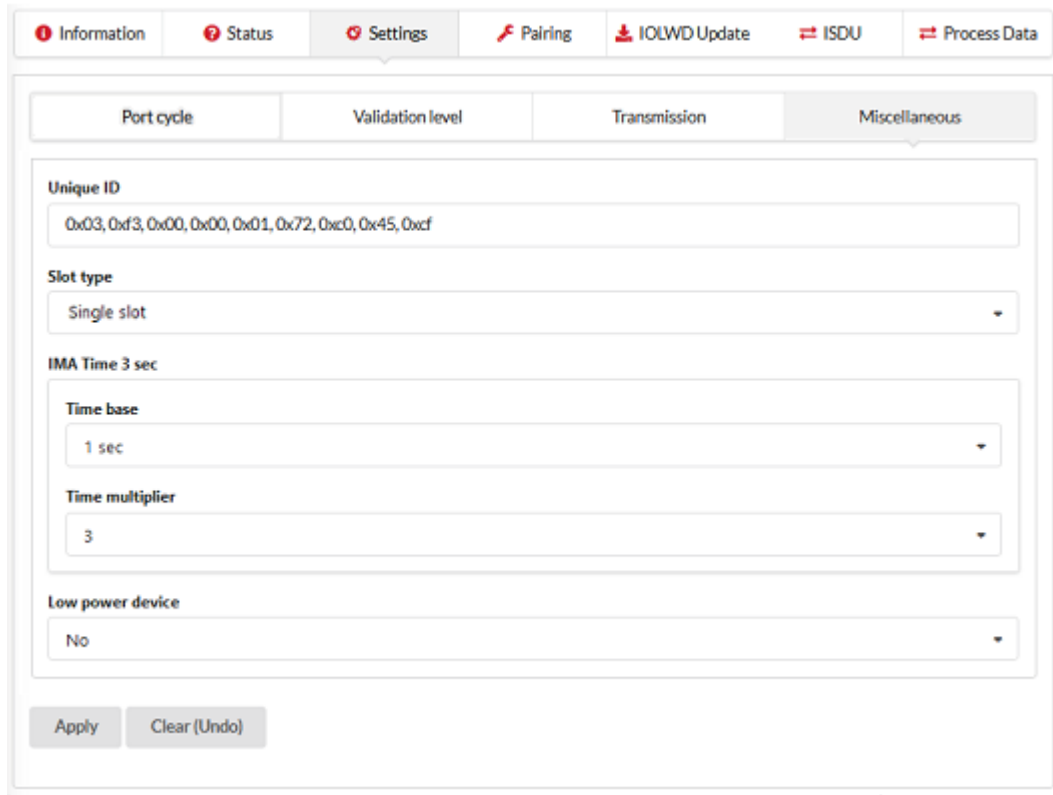 Information Status Settings Pairing IOLWD Update ISDU Process Data
Port cycle Validation level Transmission Miscellaneous
Unique ID
0x03, 0xf3, 0x00, 0x00, 0x01, 0x72, 0xc0, 0x45, 0xcf
Slot type
Single slot
IMA Time 3 sec
Time base
1 sec
Time multiplier
3
Low power device
No
Apply Clear (Undo)